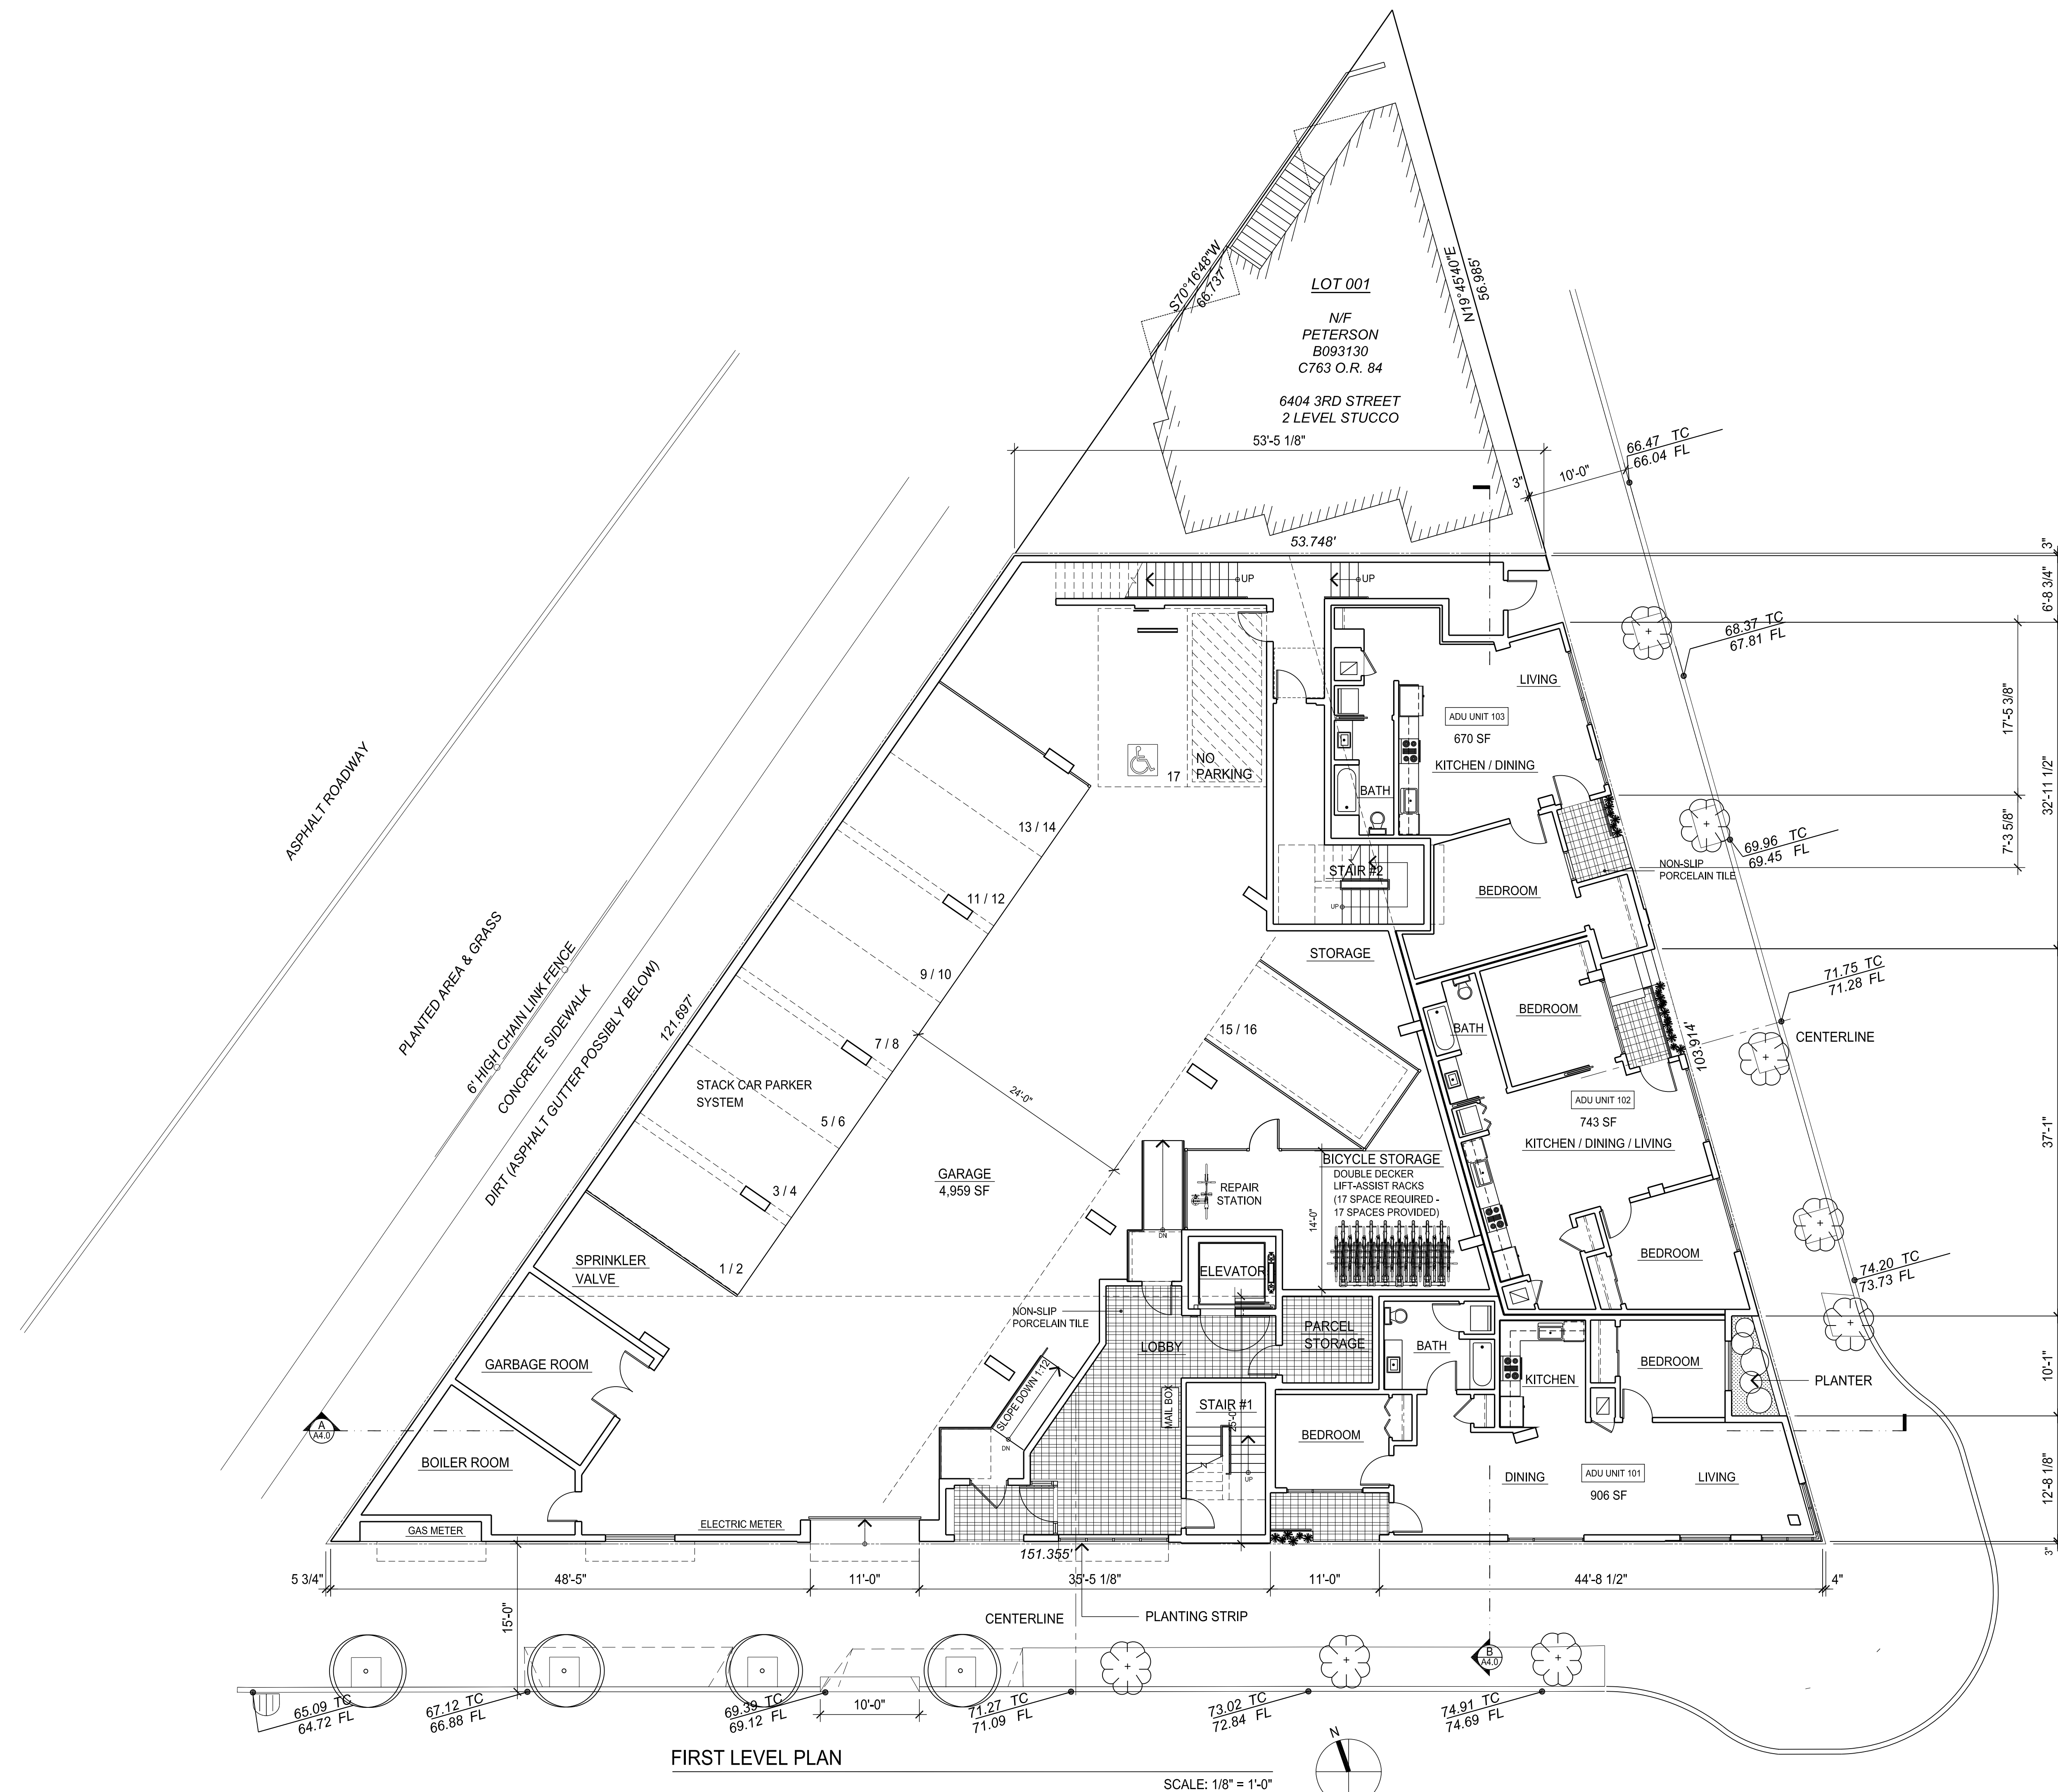 S70°16'48"W
66.737'
N19°45'40"E
56.985'
LOT 001
N/F
PETERSON
B093130
C763 O.R. 84
6404 3RD STREET
2 LEVEL STUCCO
53'-5 1/8"
3"
10'-0"
66.47 TC
66.04 FL
53.748'
3"
6'-8 3/4"
UP
UP
68.37 TC
67.81 FL
LIVING
ADU UNIT 103
670 SF
KITCHEN / DINING
BATH
17
NO
PARKING
17'-5 3/8"
32'-11 1/2"
7'-3 5/8"
ASPHALT ROADWAY
13 / 14
69.96 TC
69.45 FL
NON-SLIP
PORCELAIN TILE
STAIR #2
UP
BEDROOM
11 / 12
PLANTED AREA & GRASS
6' HIGH CHAIN LINK FENCE
CONCRETE SIDEWALK
DIRT (ASPHALT GUTTER POSSIBLY BELOW)
121.697'
9 / 10
STORAGE
71.75 TC
71.28 FL
BEDROOM
BATH
15 / 16
CENTERLINE
103.914'
7 / 8
STACK CAR PARKER
SYSTEM
24'-0"
5 / 6
ADU UNIT 102
743 SF
KITCHEN / DINING / LIVING
37'-1"
GARAGE
4,959 SF
3 / 4
REPAIR
STATION
BICYCLE STORAGE
DOUBLE DECKER
LIFT-ASSIST RACKS
(17 SPACE REQUIRED -
17 SPACES PROVIDED)
14'-0"
DN
BEDROOM
74.20 TC
73.73 FL
SPRINKLER
VALVE
1 / 2
ELEVATOR
NON-SLIP
PORCELAIN TILE
LOBBY
PARCEL
STORAGE
BATH
KITCHEN
BEDROOM
PLANTER
10'-1"
GARBAGE ROOM
SLOPE DOWN 1:12
DN
MAIL BOX
STAIR #1
25'-0"
UP
BEDROOM
A
A4.0
BOILER ROOM
DINING
ADU UNIT 101
906 SF
LIVING
12'-8 1/8"
GAS METER
ELECTRIC METER
151.355'
3"
5 3/4"
48'-5"
11'-0"
35'-5 1/8"
11'-0"
44'-8 1/2"
4"
15'-0"
CENTERLINE
PLANTING STRIP
B
A4.0
65.09 TC
64.72 FL
67.12 TC
66.88 FL
69.39 TC
69.12 FL
10'-0"
71.27 TC
71.09 FL
73.02 TC
72.84 FL
74.91 TC
74.69 FL
N
FIRST LEVEL PLAN
SCALE: 1/8" = 1'-0"